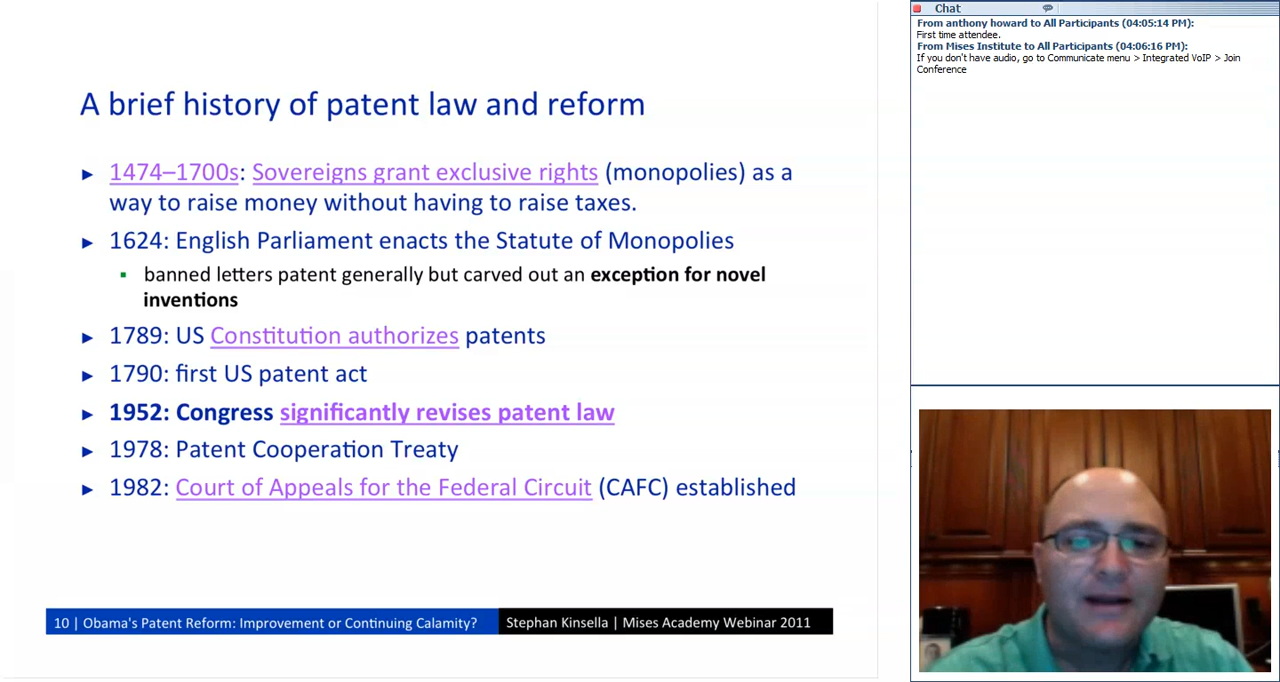 A brief history of patent law and reform
► 1474–1700s: Sovereigns grant exclusive rights (monopolies) as a
way to raise money without having to raise taxes.
► 1624: English Parliament enacts the Statute of Monopolies
▪ banned letters patent generally but carved out an exception for novel
inventions
► 1789: US Constitution authorizes patents
► 1790: first US patent act
► 1952: Congress significantly revises patent law
► 1978: Patent Cooperation Treaty
► 1982: Court of Appeals for the Federal Circuit (CAFC) established
10 | Obama's Patent Reform: Improvement or Continuing Calamity?
Stephan Kinsella | Mises Academy Webinar 2011
Chat
From anthony howard to All Participants (04:05:14 PM):
First time attendee.
From Mises Institute to All Participants (04:06:16 PM):
If you don't have audio, go to Communicate menu > Integrated VoIP > Join
Conference